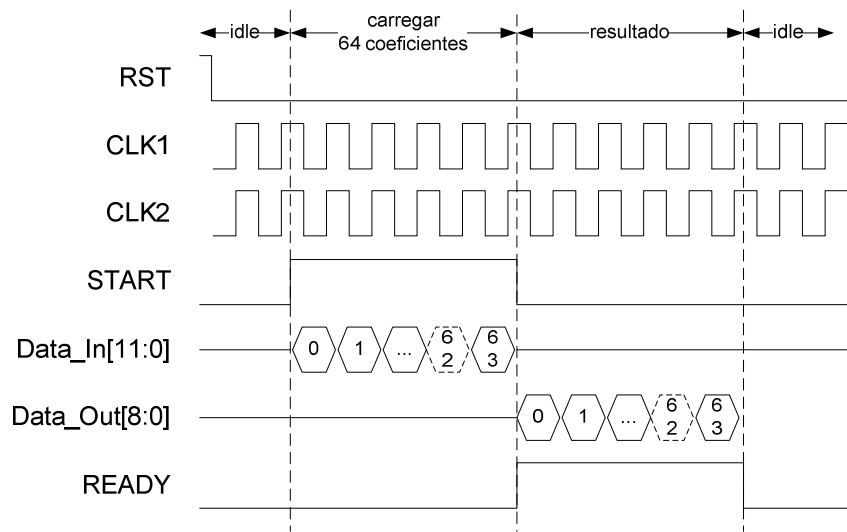 idle
carregar
64 coeficientes
resultado
idle
RST
CLK1
CLK2
START
Data_In[11:0]
0 1 ... 62 63
Data_Out[8:0]
0 1 ... 62 63
READY